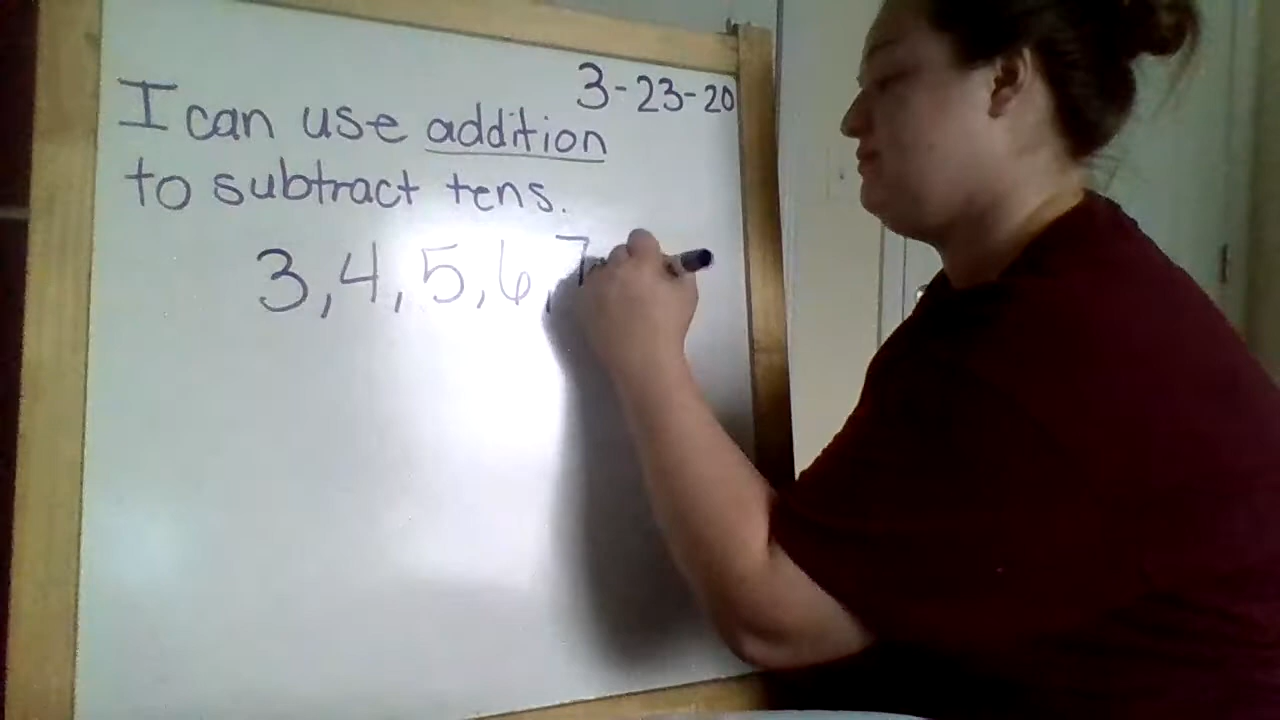 3-23-20
I can use addition
to subtract tens.
3, 4, 5, 6, 7